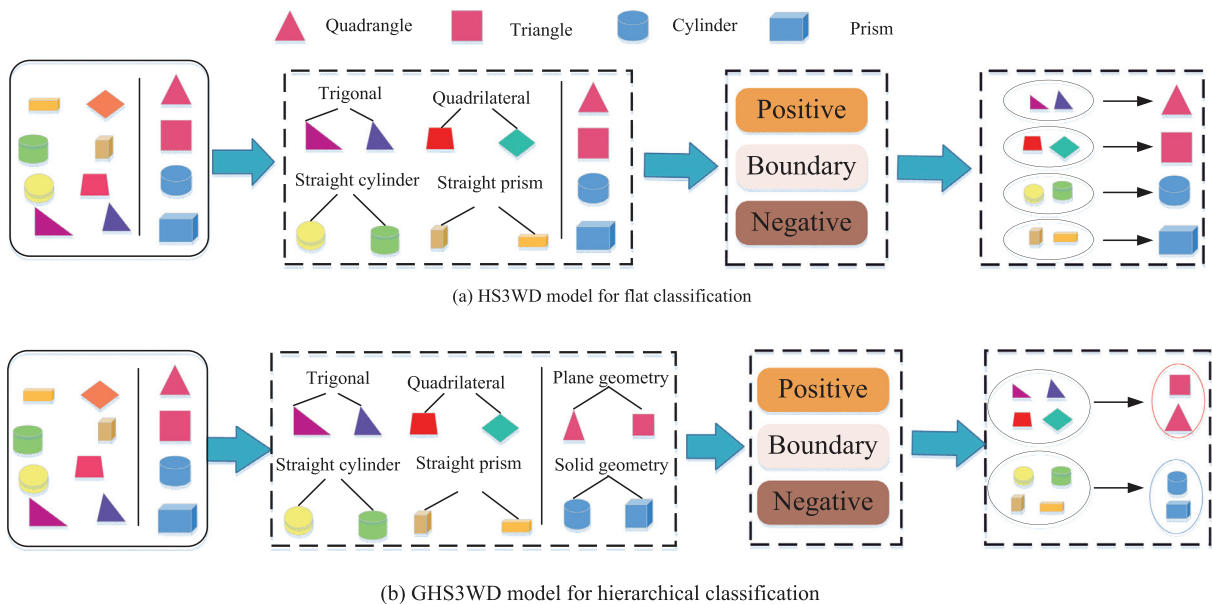 Quadrangle Triangle Cylinder Prism
Trigonal Quadrilateral
Straight cylinder Straight prism
Positive
Boundary
Negative
(a) HS3WD model for flat classification
Trigonal Quadrilateral Plane geometry
Straight cylinder Straight prism Solid geometry
Positive
Boundary
Negative
(b) GHS3WD model for hierarchical classification